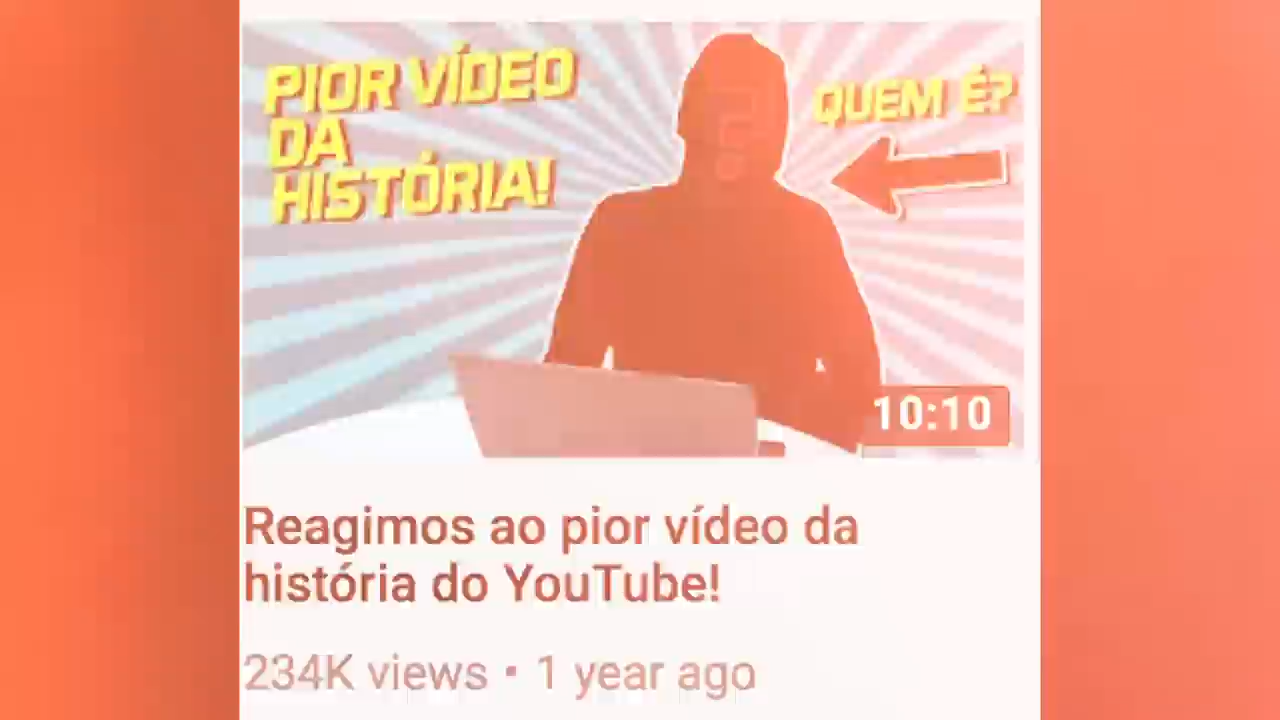 PIOR VÍDEO
DA
HISTÓRIA!
QUEM É?
10:10
Reagimos ao pior vídeo da
história do YouTube!
234K views • 1 year ago